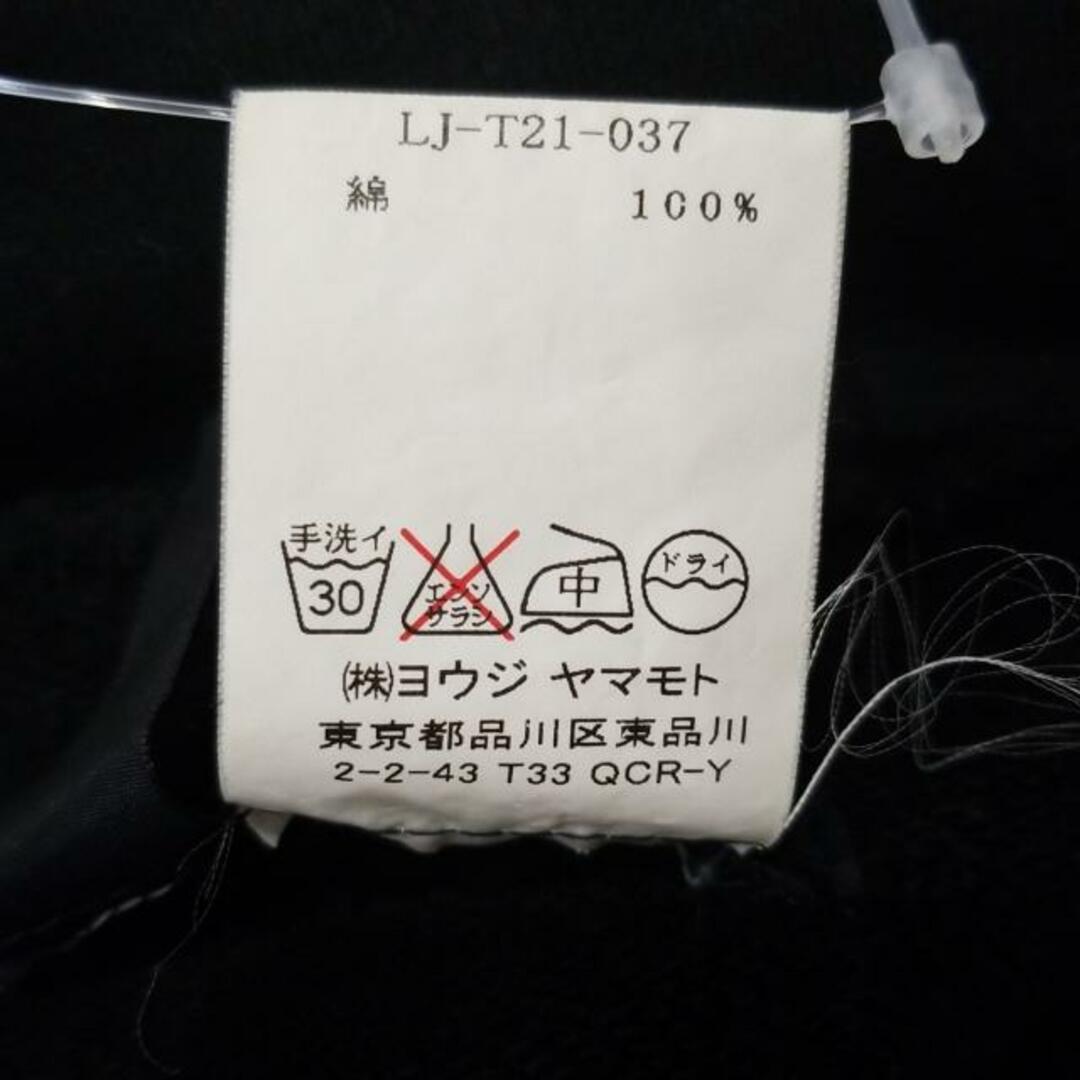 LJ-T21-037
綿 100%
手洗イ
30
エンソ
サラシ
中
ドライ
(株)ヨウジ ヤマモト
東京都品川区東品川
2-2-43 T33 QCR-Y